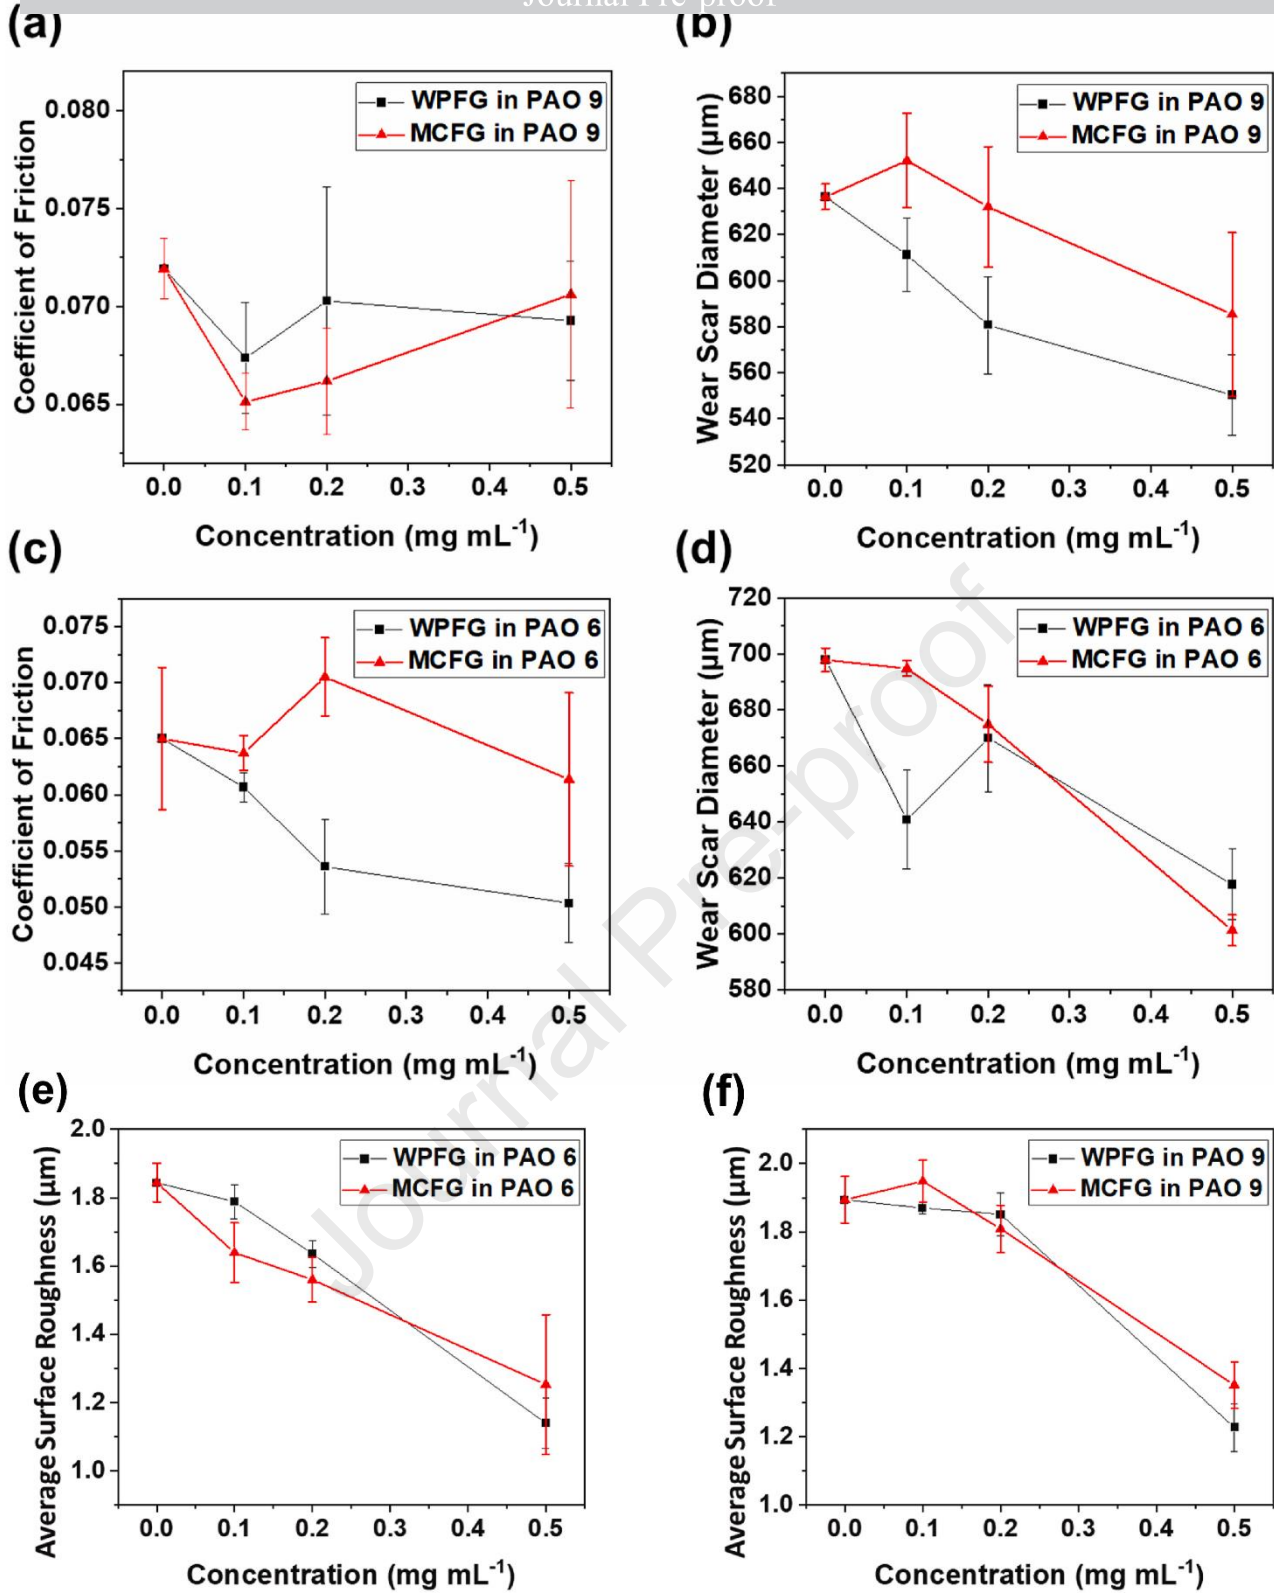 Journal Pre-proof
(a)
0.080
0.075
0.070
0.065
Coefficient of Friction
WPFG in PAO 9
MCFG in PAO 9
0.0 0.1 0.2 0.3 0.4 0.5
Concentration (mg mL-1)
(b)
680
660
640
620
600
580
560
540
520
Wear Scar Diameter (µm)
WPFG in PAO 9
MCFG in PAO 9
0.0 0.1 0.2 0.3 0.4 0.5
Concentration (mg mL-1)
(c)
0.075
0.070
0.065
0.060
0.055
0.050
0.045
Coefficient of Friction
WPFG in PAO 6
MCFG in PAO 6
0.0 0.1 0.2 0.3 0.4 0.5
Concentration (mg mL-1)
(d)
720
700
680
660
640
620
600
580
Wear Scar Diameter (µm)
WPFG in PAO 6
MCFG in PAO 6
0.0 0.1 0.2 0.3 0.4 0.5
Concentration (mg mL-1)
(e)
2.0
1.8
1.6
1.4
1.2
1.0
Average Surface Roughness (µm)
WPFG in PAO 6
MCFG in PAO 6
0.0 0.1 0.2 0.3 0.4 0.5
Concentration (mg mL-1)
(f)
2.0
1.8
1.6
1.4
1.2
1.0
Average Surface Roughness (µm)
WPFG in PAO 9
MCFG in PAO 9
0.0 0.1 0.2 0.3 0.4 0.5
Concentration (mg mL-1)
Journal Pre-proof